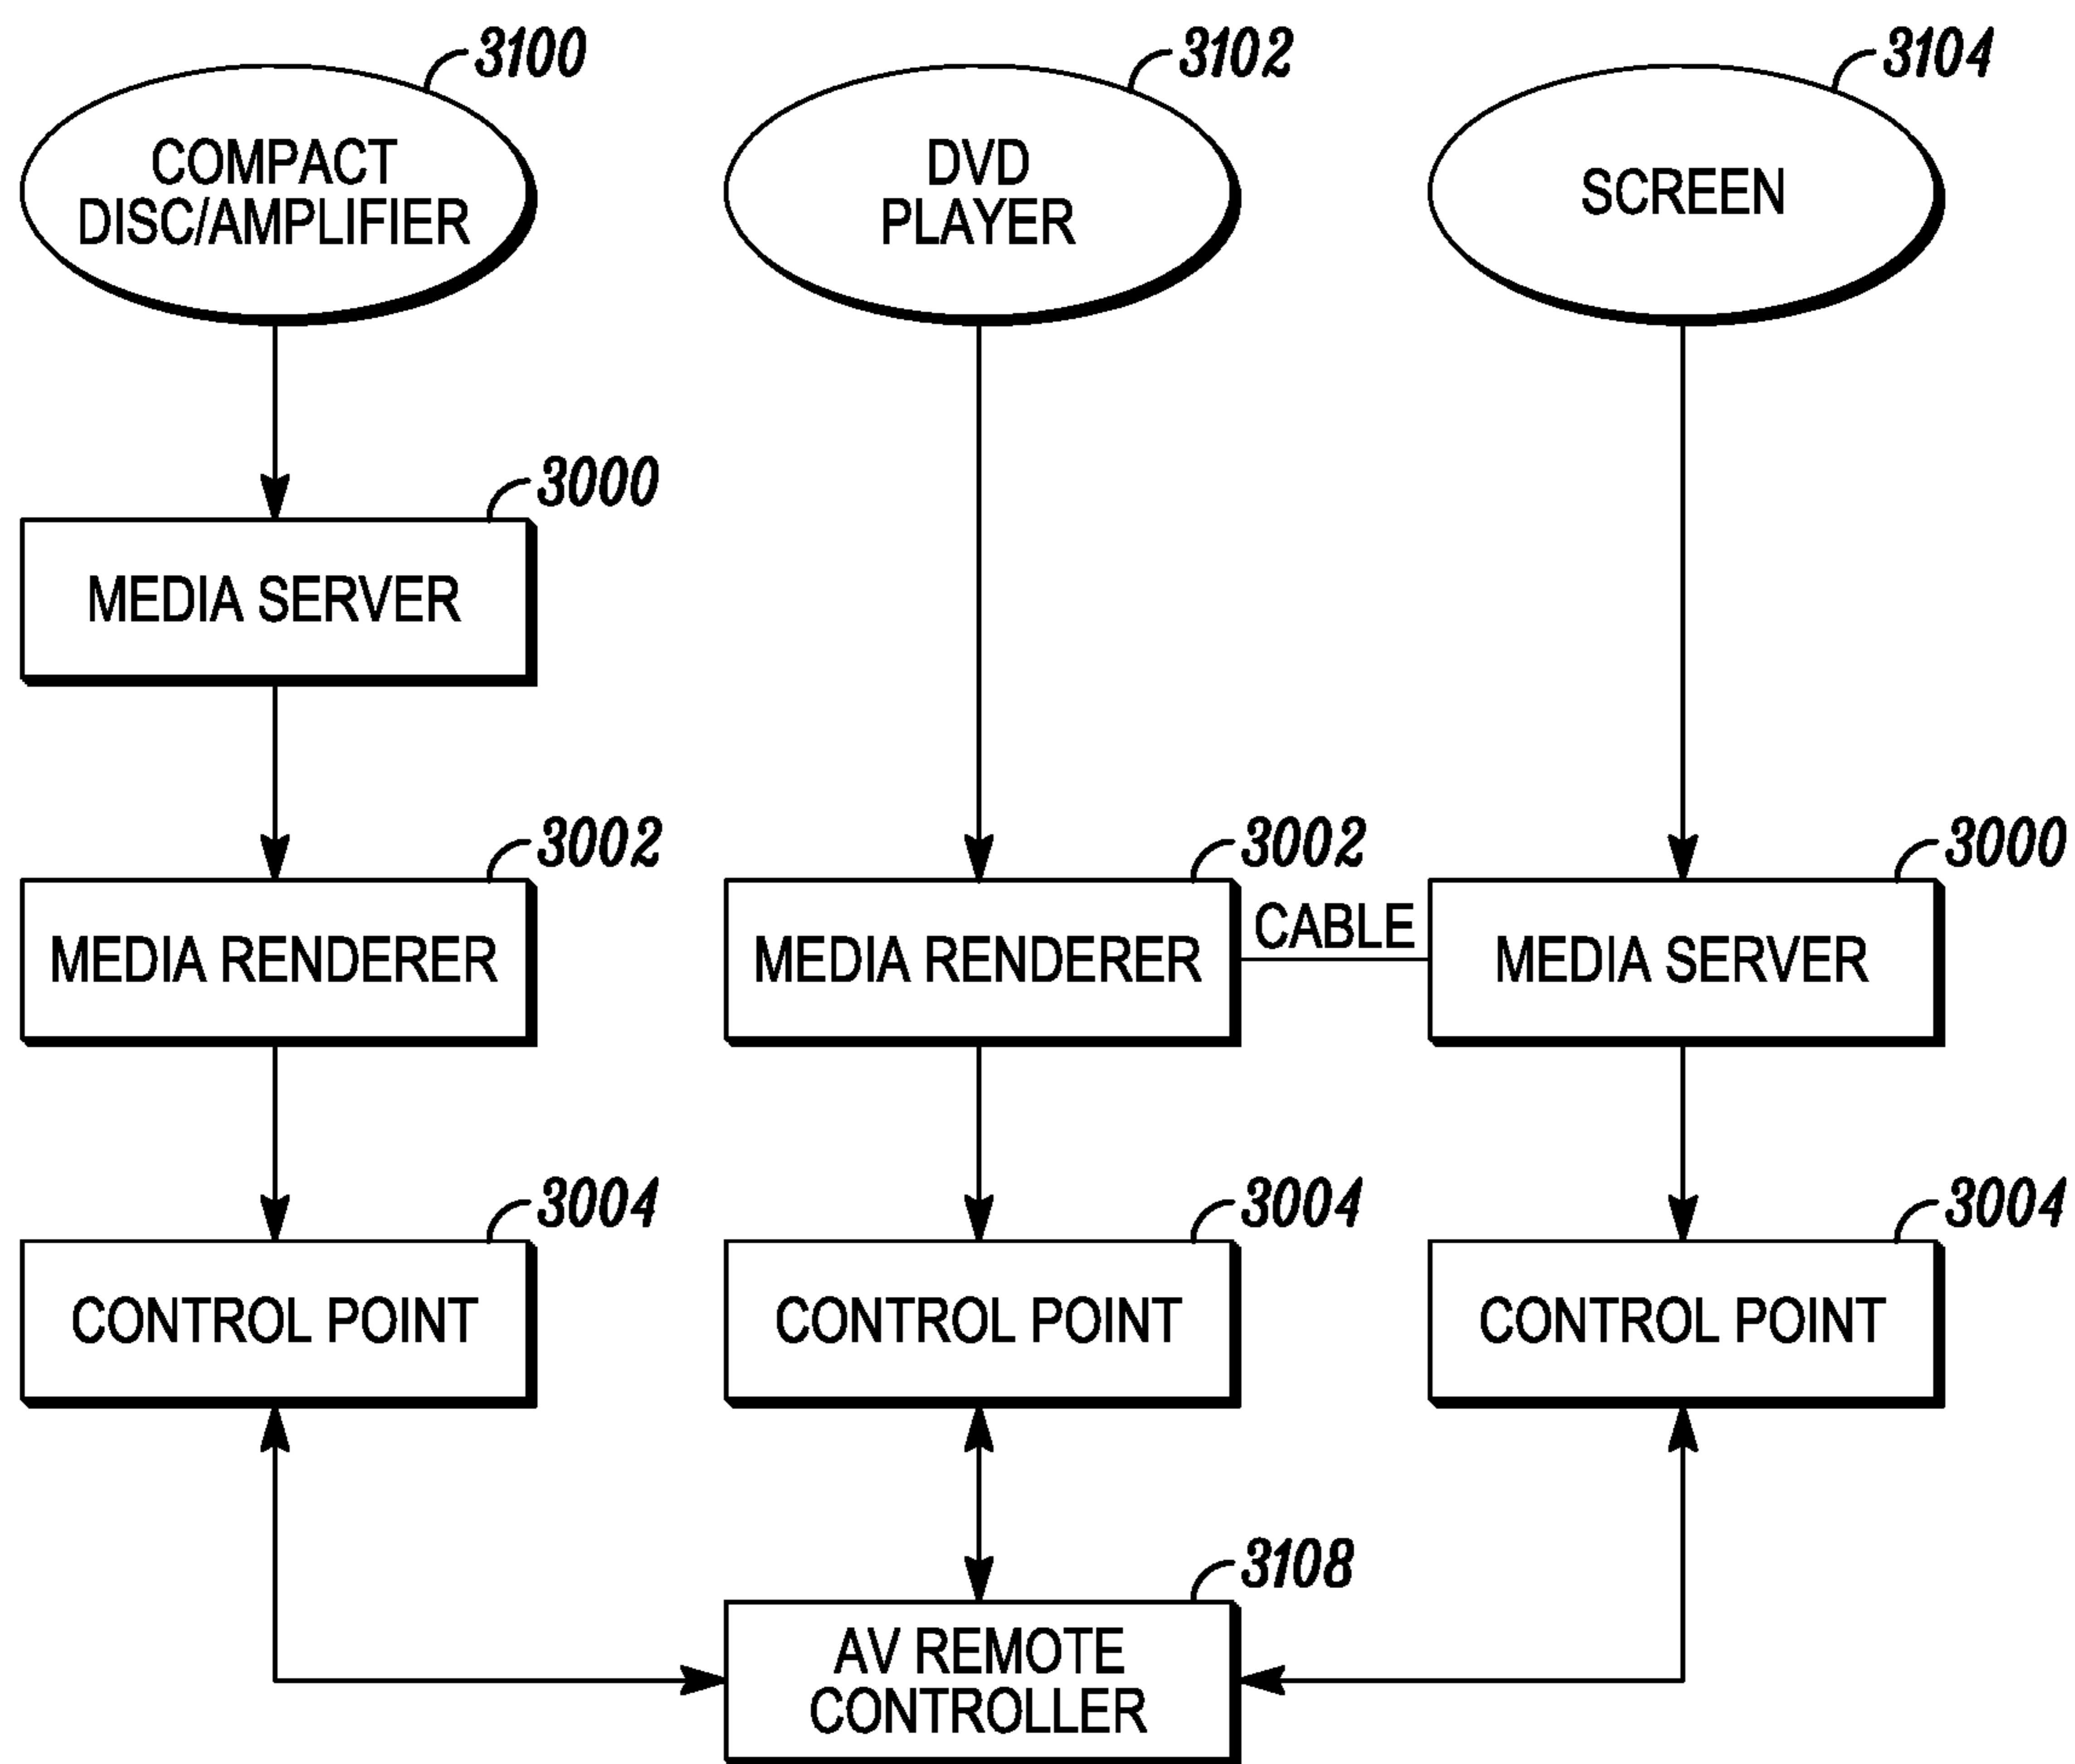 3100
3102
3104
COMPACT
DISC/AMPLIFIER
DVD
PLAYER
SCREEN
3000
MEDIA SERVER
3002
3002
3000
MEDIA RENDERER
MEDIA RENDERER
CABLE
MEDIA SERVER
3004
3004
3004
CONTROL POINT
CONTROL POINT
CONTROL POINT
3108
AV REMOTE
CONTROLLER